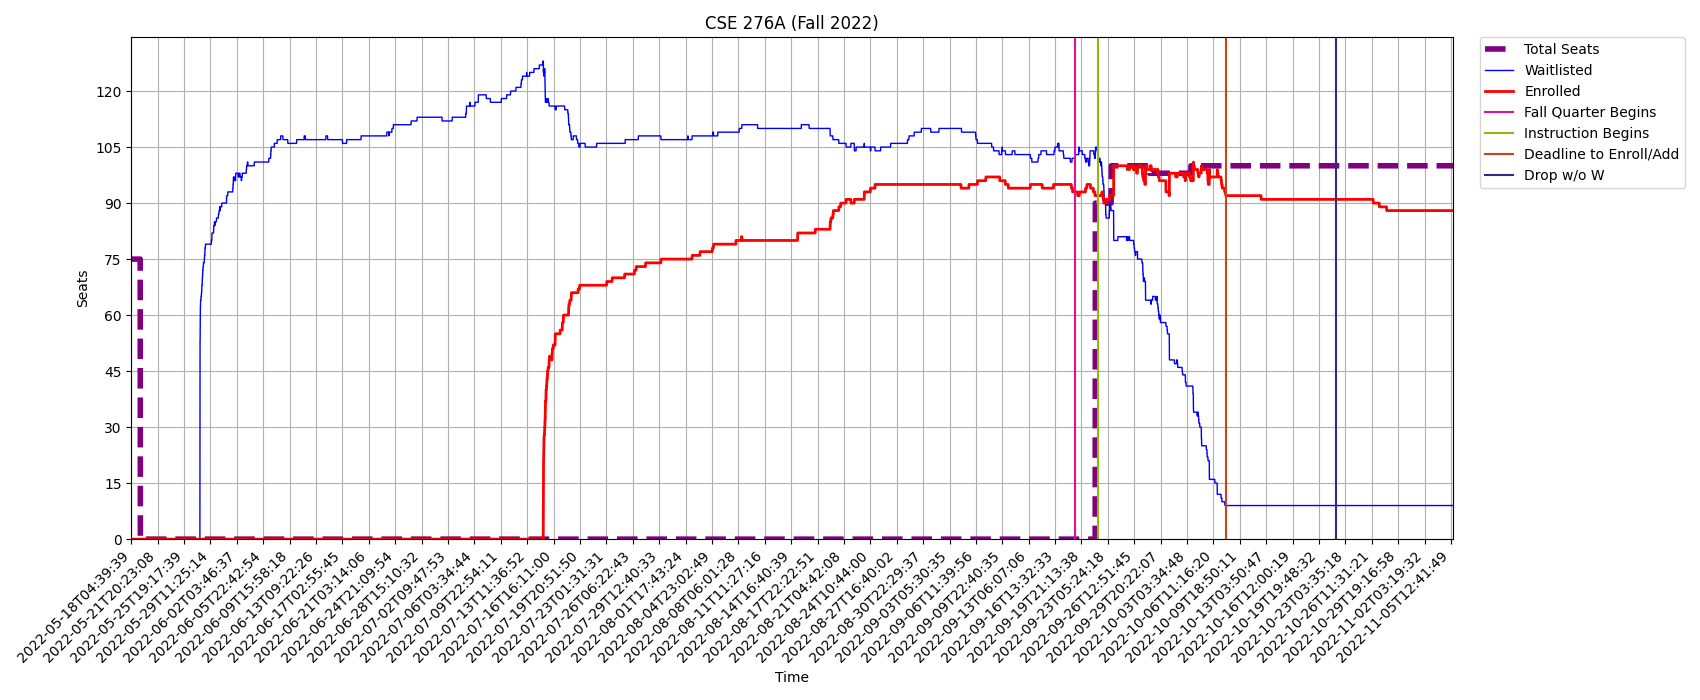 CSE 276A (Fall 2022)
Total Seats
Waitlisted
Enrolled
Fall Quarter Begins
Instruction Begins
Deadline to Enroll/Add
Drop w/o W
Seats
120
105
90
75
60
45
30
15
0
2022-05-18T04:39:39
2022-05-21T20:23:08
2022-05-25T19:17:39
2022-05-29T11:25:14
2022-06-02T03:46:37
2022-06-05T22:42:54
2022-06-09T15:58:18
2022-06-13T09:22:26
2022-06-17T02:55:45
2022-06-21T03:14:06
2022-06-24T21:09:54
2022-06-28T15:10:32
2022-07-02T09:47:53
2022-07-06T03:34:44
2022-07-09T22:54:11
2022-07-13T11:36:52
2022-07-16T16:11:00
2022-07-19T20:51:50
2022-07-23T01:31:31
2022-07-26T06:22:43
2022-07-29T12:40:33
2022-08-01T17:43:24
2022-08-04T23:02:49
2022-08-08T06:01:28
2022-08-11T11:27:16
2022-08-14T16:40:39
2022-08-17T22:22:51
2022-08-21T04:42:08
2022-08-24T10:44:00
2022-08-27T16:40:02
2022-08-30T22:29:37
2022-09-03T05:30:35
2022-09-06T11:39:56
2022-09-09T22:40:35
2022-09-13T06:07:06
2022-09-16T13:32:33
2022-09-19T21:13:38
2022-09-23T05:24:18
2022-09-26T12:51:45
2022-09-29T20:22:07
2022-10-03T03:34:48
2022-10-06T11:16:20
2022-10-09T18:50:11
2022-10-13T03:50:47
2022-10-16T12:00:19
2022-10-19T19:48:32
2022-10-23T03:35:18
2022-10-26T11:31:21
2022-10-29T19:16:58
2022-11-02T03:19:32
2022-11-05T12:41:49
Time